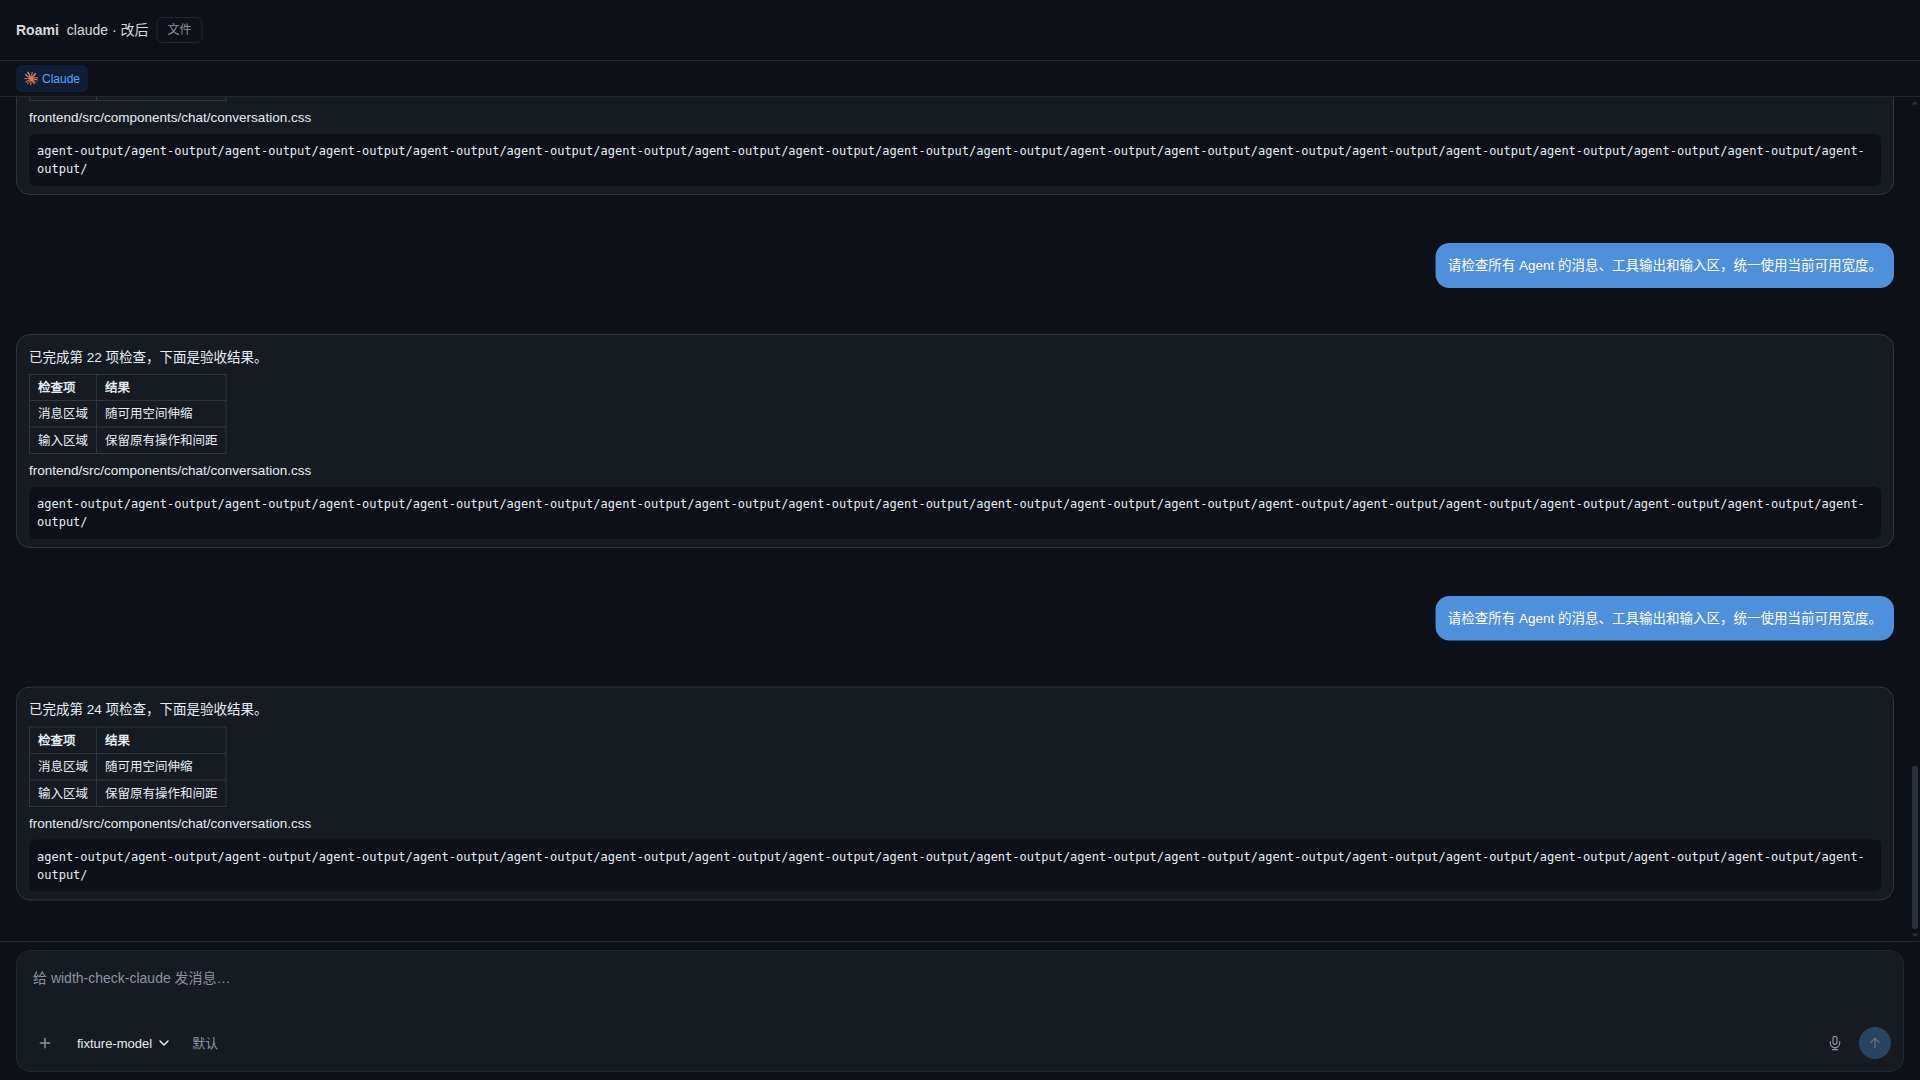 Roami claude · 改后 文件
Claude
frontend/src/components/chat/conversation.css
agent-output/agent-output/agent-output/agent-output/agent-output/agent-output/agent-output/agent-output/agent-output/agent-output/agent-output/agent-output/agent-output/agent-output/agent-output/agent-output/agent-output/agent-output/agent-output/agent-
output/
请检查所有 Agent 的消息、工具输出和输入区，统一使用当前可用宽度。
已完成第 22 项检查，下面是验收结果。
检查项 结果
消息区域 随可用空间伸缩
输入区域 保留原有操作和间距
frontend/src/components/chat/conversation.css
agent-output/agent-output/agent-output/agent-output/agent-output/agent-output/agent-output/agent-output/agent-output/agent-output/agent-output/agent-output/agent-output/agent-output/agent-output/agent-output/agent-output/agent-output/agent-output/agent-
output/
请检查所有 Agent 的消息、工具输出和输入区，统一使用当前可用宽度。
已完成第 24 项检查，下面是验收结果。
检查项 结果
消息区域 随可用空间伸缩
输入区域 保留原有操作和间距
frontend/src/components/chat/conversation.css
agent-output/agent-output/agent-output/agent-output/agent-output/agent-output/agent-output/agent-output/agent-output/agent-output/agent-output/agent-output/agent-output/agent-output/agent-output/agent-output/agent-output/agent-output/agent-output/agent-
output/
给 width-check-claude 发消息…
fixture-model 默认